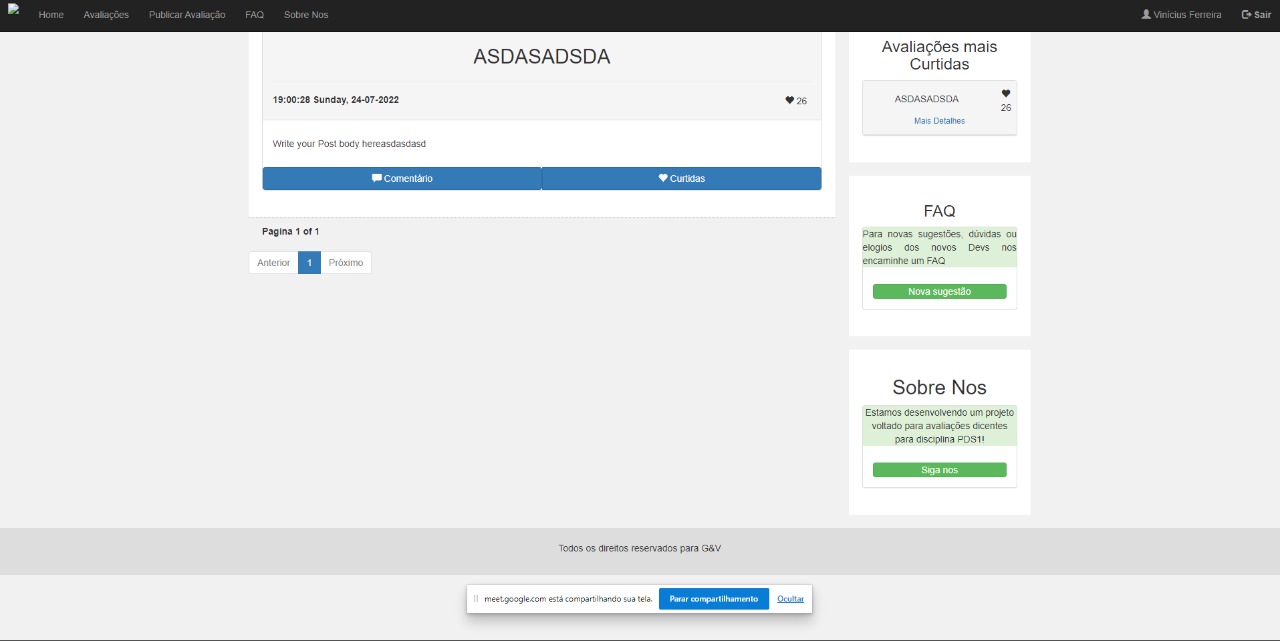 Home Avaliações Publicar Avaliação FAQ Sobre Nos Vinícius Ferreira Sair
ASDASADSDA
19:00:28 Sunday, 24-07-2022 26
Write your Post body hereasdasdasd
Comentário Curtidas
Pagina 1 of 1
Anterior 1 Próximo
Avaliações mais
Curtidas
ASDASADSDA
26
Mais Detalhes
FAQ
Para novas sugestões, dúvidas ou
elogios dos novos Devs nos
encaminhe um FAQ
Nova sugestão
Sobre Nos
Estamos desenvolvendo um projeto
voltado para avaliações dicentes
para disciplina PDS1!
Siga nos
Todos os direitos reservados para G&V
meet.google.com está compartilhando sua tela. Parar compartilhamento Ocultar